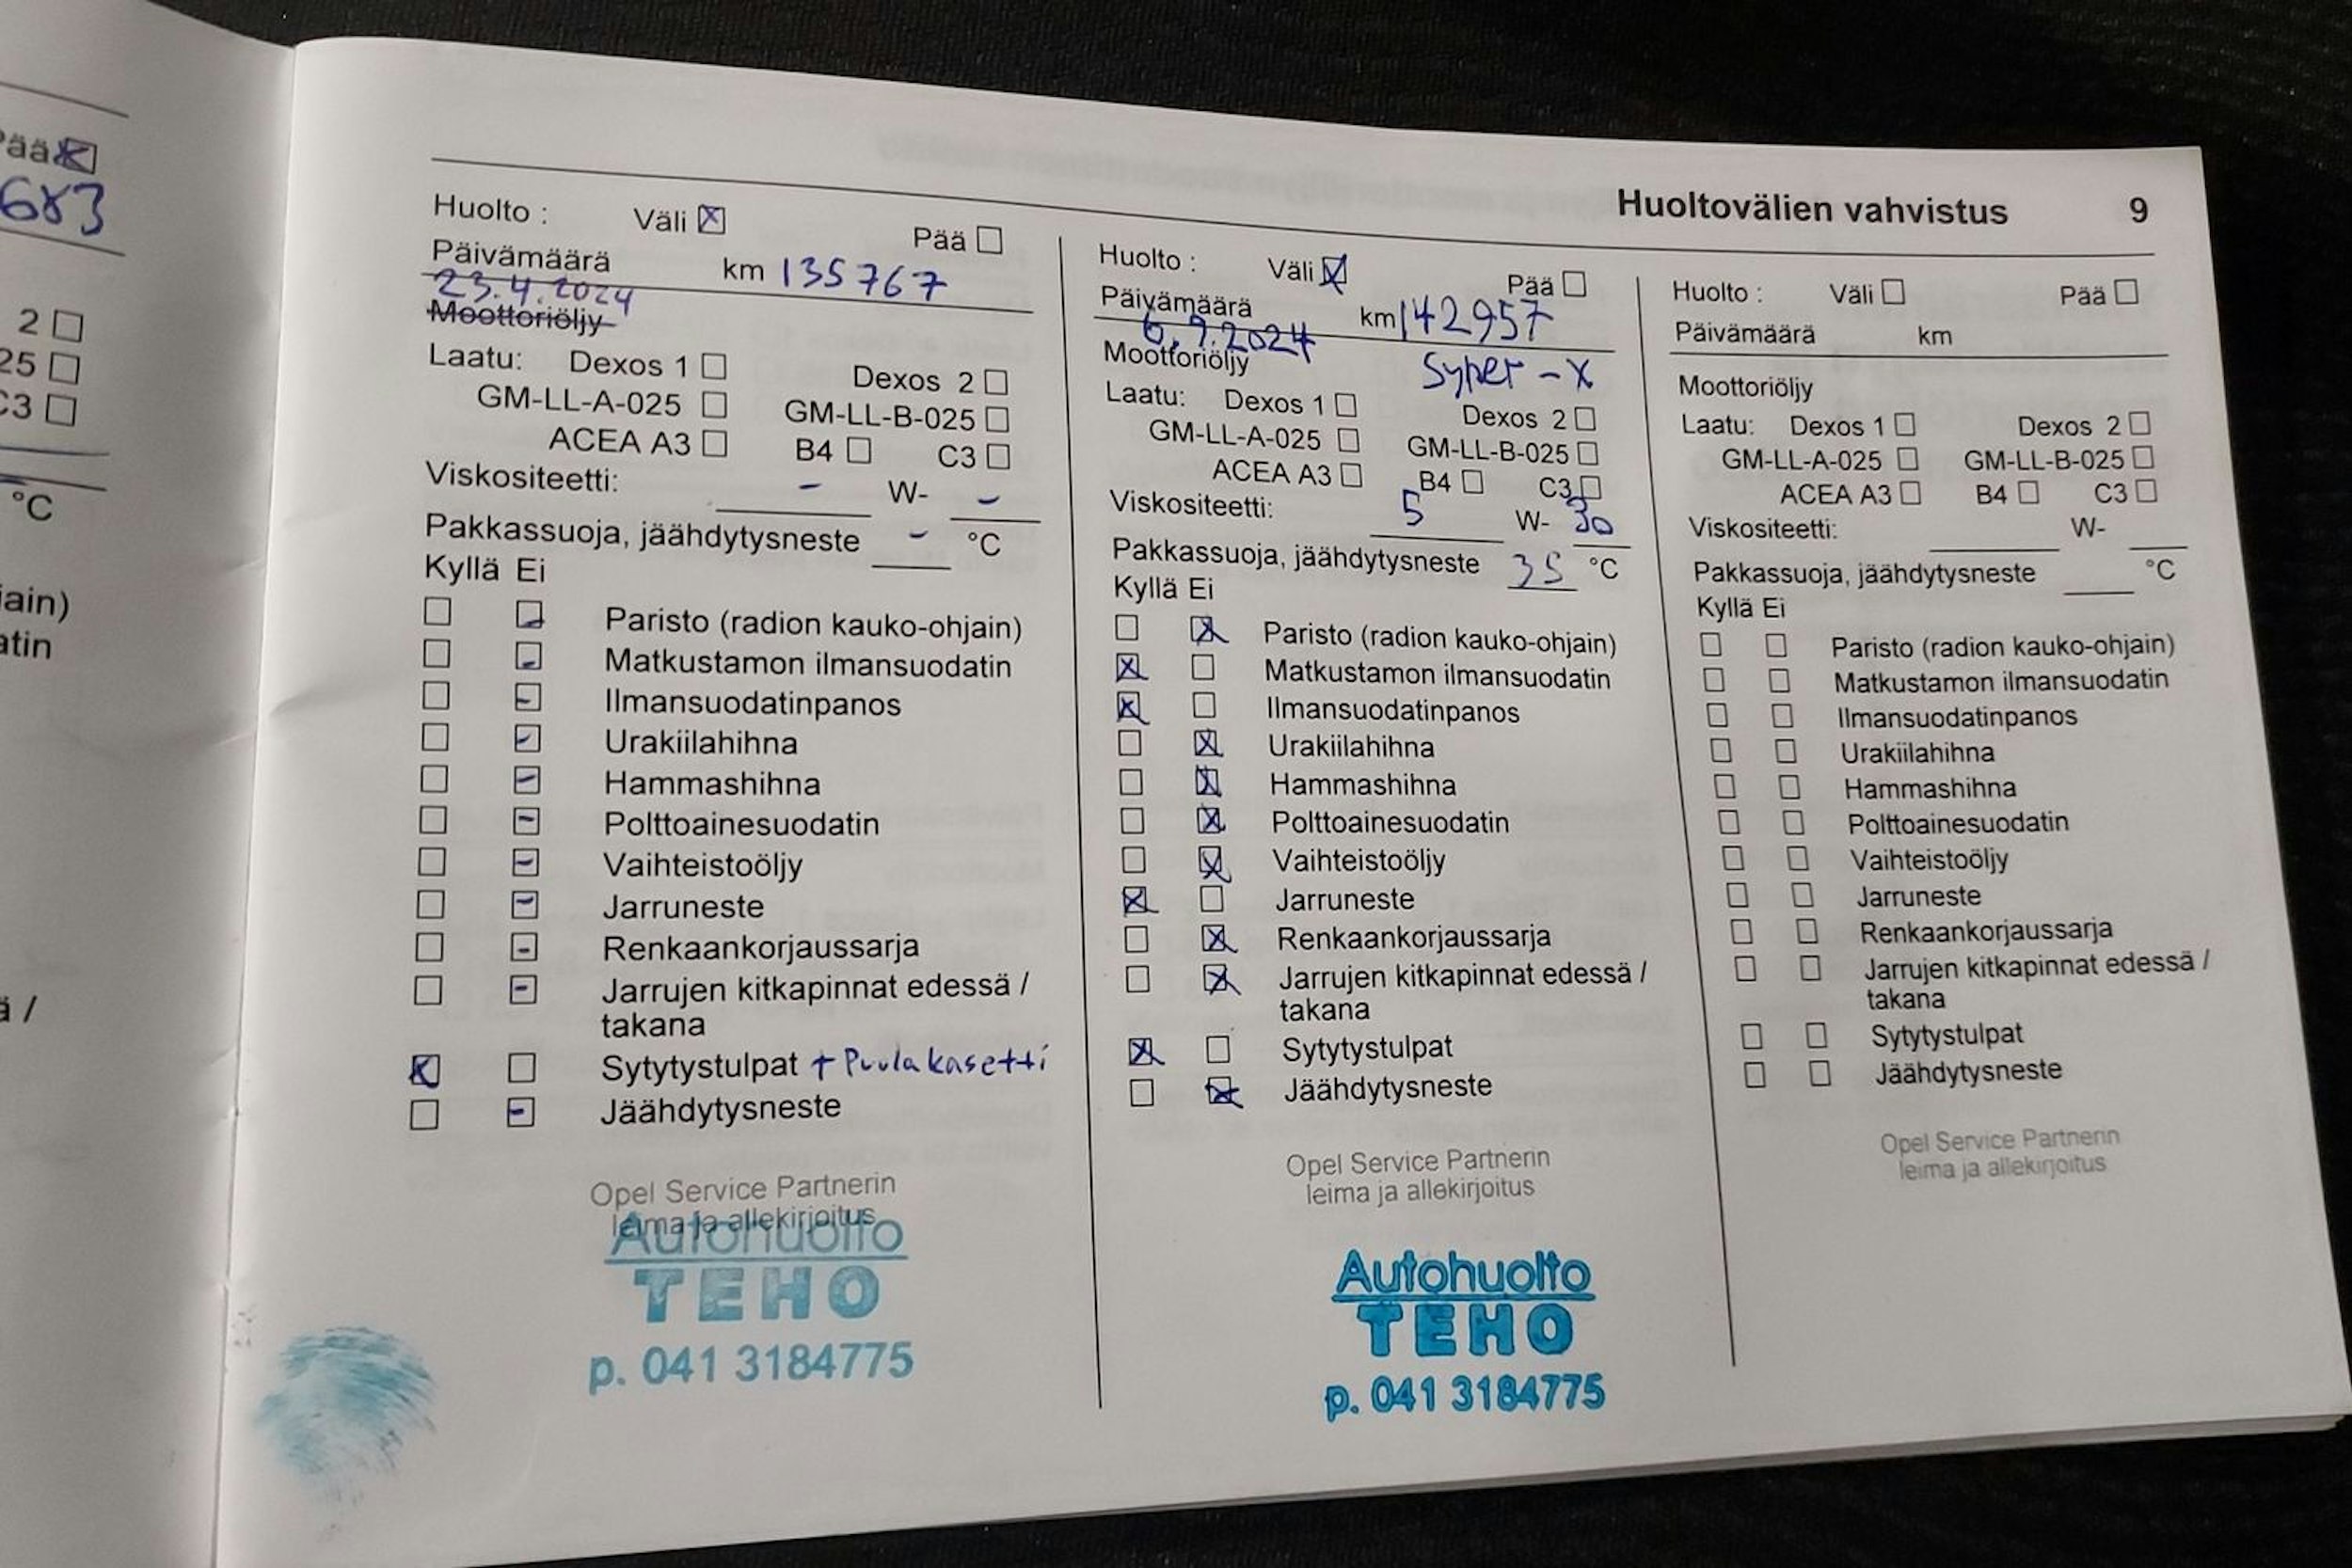 Pää
683
2
25
C3
°C
jain)
atin
ä /
Huoltovälien vahvistus 9
Huolto : Väli Pää
Päivämäärä km 135767
23.4.2024
Moottoriöljy
Laatu: Dexos 1 Dexos 2
GM-LL-A-025 GM-LL-B-025
ACEA A3 B4 C3
Viskositeetti: - W- -
Pakkassuoja, jäähdytysneste - °C
Kyllä Ei
Paristo (radion kauko-ohjain)
Matkustamon ilmansuodatin
Ilmansuodatinpanos
Urakiilahihna
Hammashihna
Polttoainesuodatin
Vaihteistoöljy
Jarruneste
Renkaankorjaussarja
Jarrujen kitkapinnat edessä /
takana
Sytytystulpat + Puolakasetti
Jäähdytysneste
Opel Service Partnerin
leima ja allekirjoitus
Autohuolto
TEHO
p. 041 3184775
Huolto : Väli Pää
Päivämäärä km 142957
6.9.2024
Moottoriöljy Syper-X
Laatu: Dexos 1 Dexos 2
GM-LL-A-025 GM-LL-B-025
ACEA A3 B4 C3
Viskositeetti: 5 W- 30
Pakkassuoja, jäähdytysneste 35 °C
Kyllä Ei
Paristo (radion kauko-ohjain)
Matkustamon ilmansuodatin
Ilmansuodatinpanos
Urakiilahihna
Hammashihna
Polttoainesuodatin
Vaihteistoöljy
Jarruneste
Renkaankorjaussarja
Jarrujen kitkapinnat edessä /
takana
Sytytystulpat
Jäähdytysneste
Opel Service Partnerin
leima ja allekirjoitus
Autohuolto
TEHO
p. 041 3184775
Huolto : Väli Pää
Päivämäärä km
Moottoriöljy
Laatu: Dexos 1 Dexos 2
GM-LL-A-025 GM-LL-B-025
ACEA A3 B4 C3
Viskositeetti: W-
Pakkassuoja, jäähdytysneste °C
Kyllä Ei
Paristo (radion kauko-ohjain)
Matkustamon ilmansuodatin
Ilmansuodatinpanos
Urakiilahihna
Hammashihna
Polttoainesuodatin
Vaihteistoöljy
Jarruneste
Renkaankorjaussarja
Jarrujen kitkapinnat edessä /
takana
Sytytystulpat
Jäähdytysneste
Opel Service Partnerin
leima ja allekirjoitus